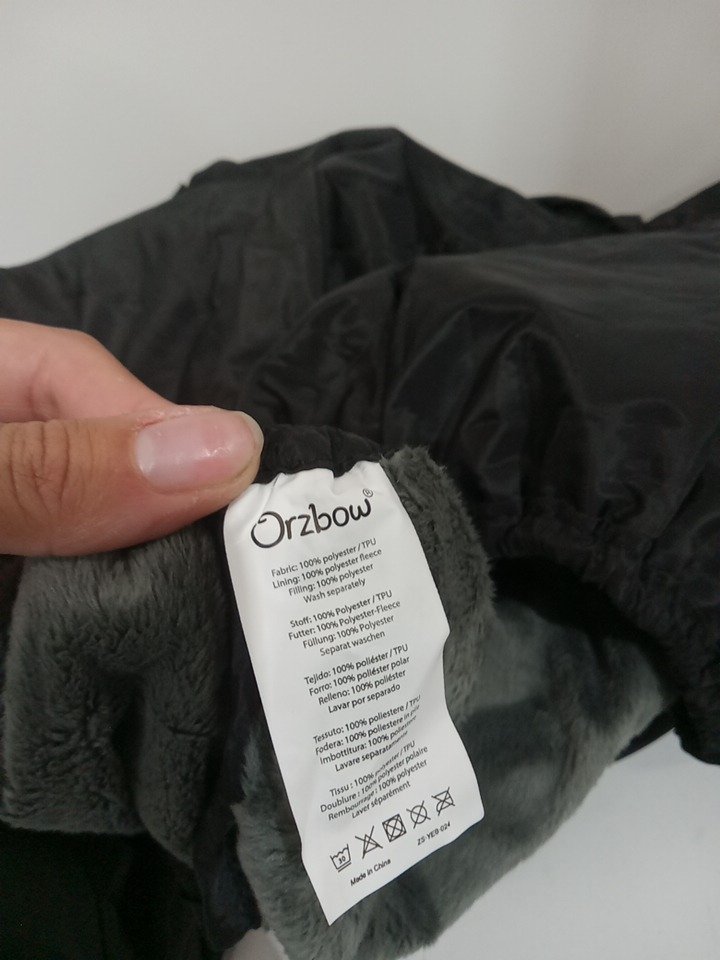 Orzbow®
Fabric: 100% polyester / TPU
Lining: 100% polyester fleece
Filling: 100% polyester
Wash separately
Stoff: 100% Polyester / TPU
Futter: 100% Polyester-Fleece
Füllung: 100% Polyester
Separat waschen
Tejido: 100% poliéster / TPU
Forro: 100% poliéster polar
Relleno: 100% poliéster
Lavar por separado
Tessuto: 100% poliestere / TPU
Fodera: 100% poliestere in pile
Imbottitura: 100% poliestere
Lavare separatamente
Tissu : 100% polyester / TPU
Doublure : 100% polyester polaire
Rembourrage : 100% polyester
Laver séparément
30
Made in China
ZS-YEB-024